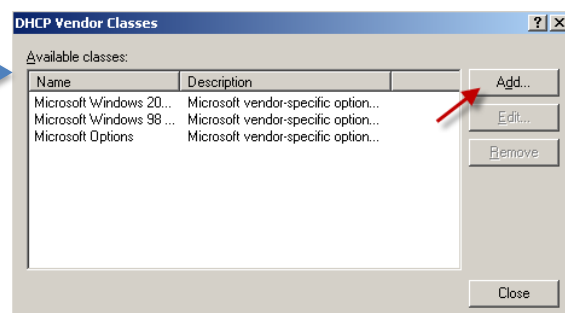 DHCP Vendor Classes
Available classes:
Name Description
Add...
Microsoft Windows 20... Microsoft vendor-specific option...
Microsoft Windows 98 ... Microsoft vendor-specific option...
Edit...
Microsoft Options Microsoft vendor-specific option...
Remove
Close